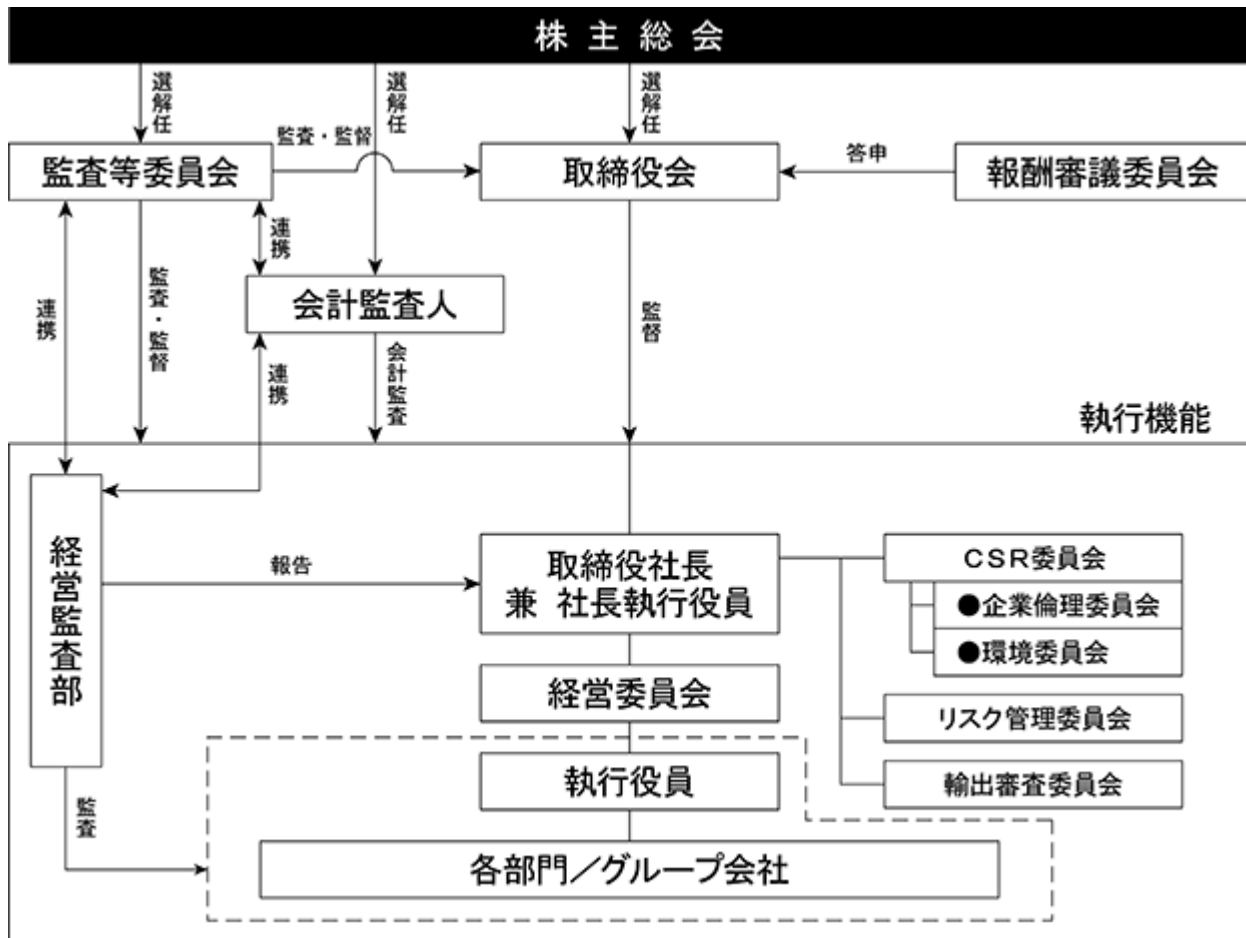 株主総会
選解任
選解任
選解任
監査・監督
答申
監査等委員会
取締役会
報酬審議委員会
連携
連携
監査・監督
会計監査人
監督
連携
会計監査
執行機能
経営監査部
報告
取締役社長
兼 社長執行役員
CSR委員会
●企業倫理委員会
●環境委員会
経営委員会
リスク管理委員会
執行役員
輸出審査委員会
監査
各部門／グループ会社